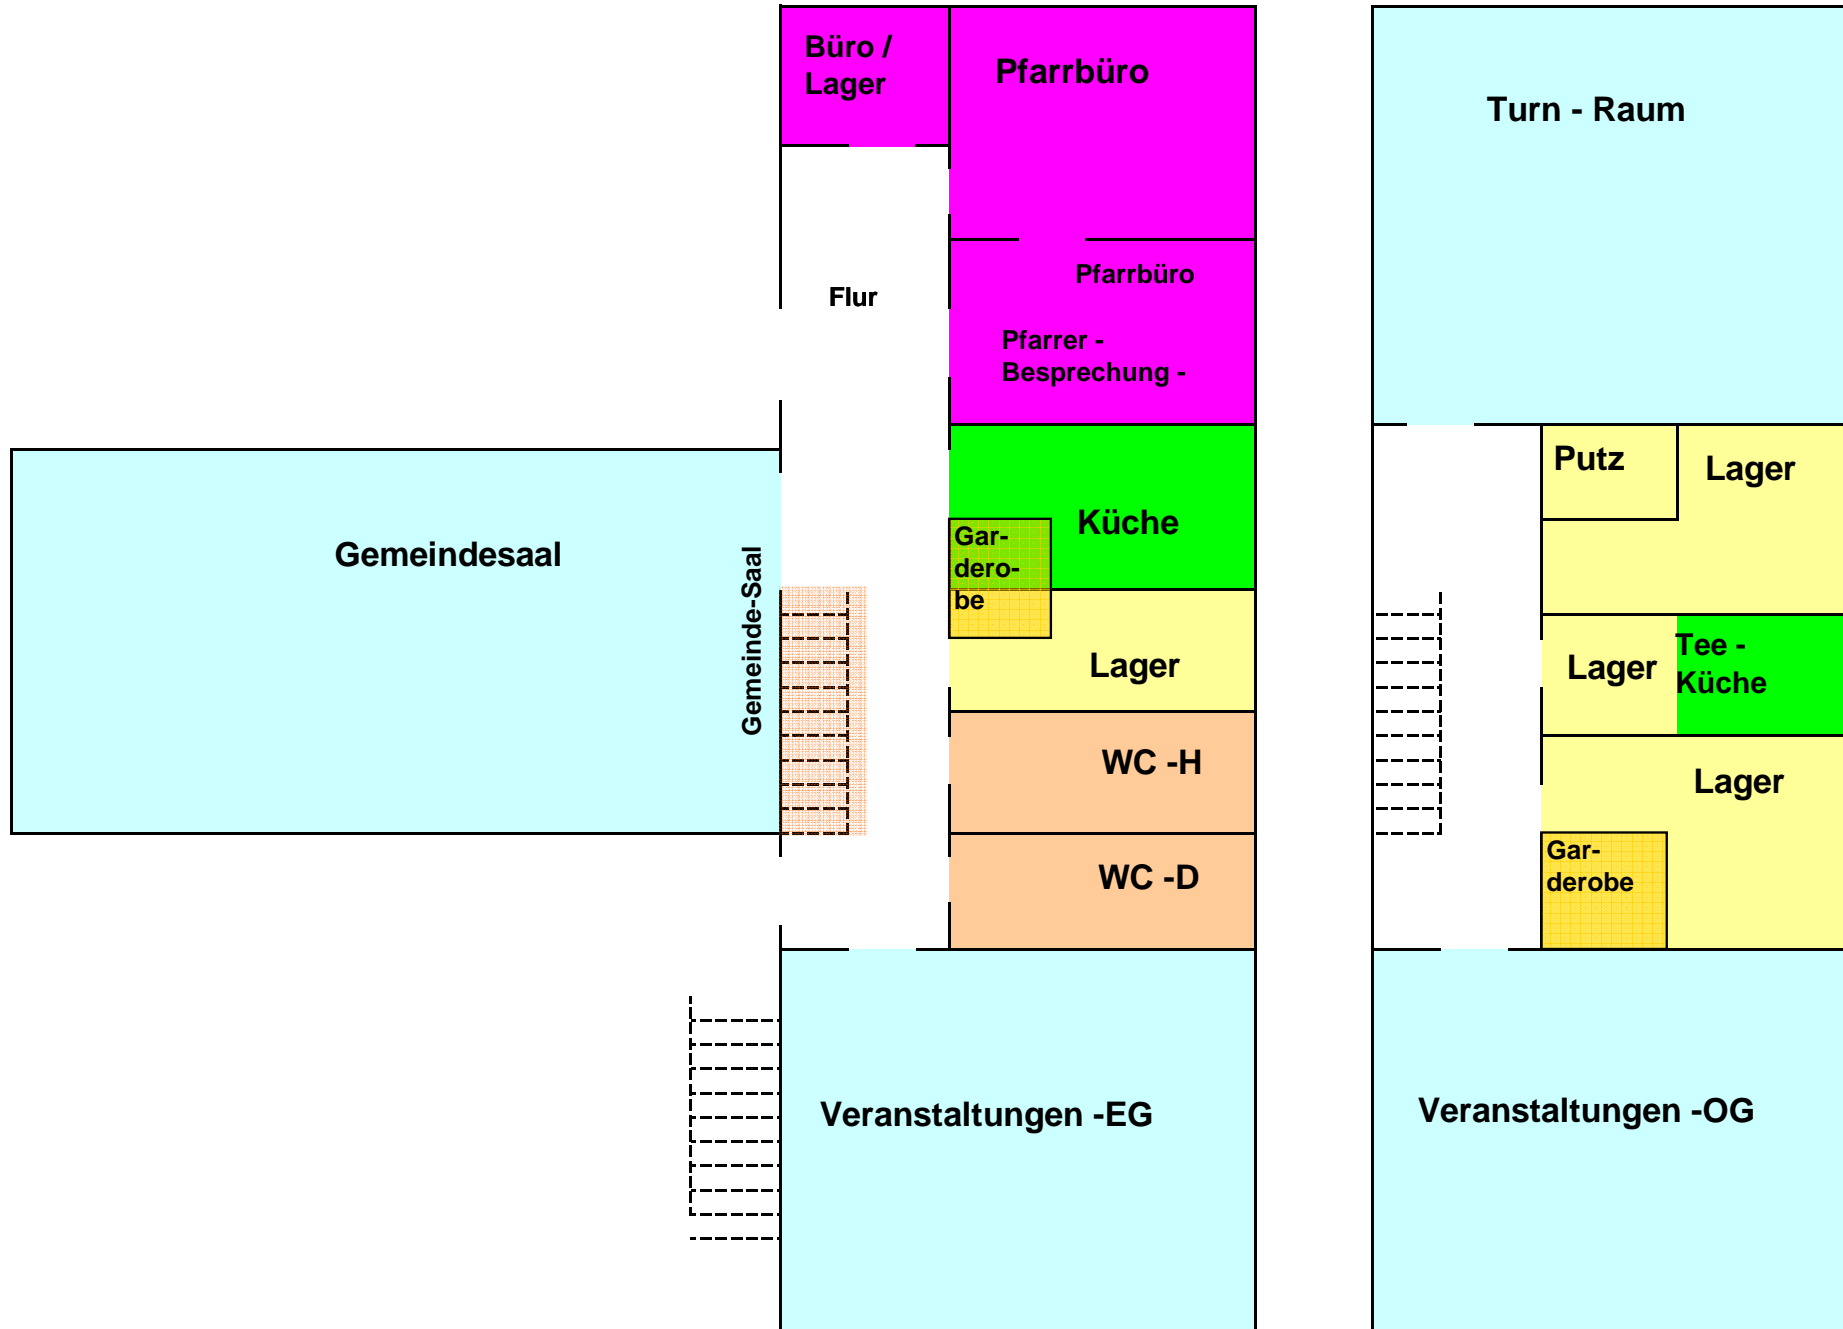 Büro /
Lager
Pfarrbüro
Turn - Raum
Pfarrbüro
Flur
Pfarrer -
Besprechung -
Putz
Lager
Küche
Gar-
dero-
be
Gemeindesaal
Gemeinde-Saal
Lager
Lager
Tee -
Küche
WC -H
Lager
WC -D
Gar-
derobe
Veranstaltungen -EG
Veranstaltungen -OG